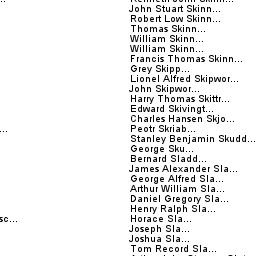 John Stuart Skinn...
Robert Low Skinn...
Thomas Skinn...
William Skinn...
William Skinn...
Francis Thomas Skinn...
Grey Skipp...
Lionel Alfred Skipwor...
John Skipwor...
Harry Thomas Skittr...
Edward Skivingt...
Charles Hansen Skjo...
...
Peotr Skriab...
Stanley Benjamin Skudd...
George Sku...
Bernard Sladd...
James Alexander Sla...
George Alfred Sla...
Arthur William Sla...
Daniel Gregory Sla...
Henry Ralph Sla...
sc...
Horace Sla...
Joseph Sla...
Joshua Sla...
Tom Record Sla...